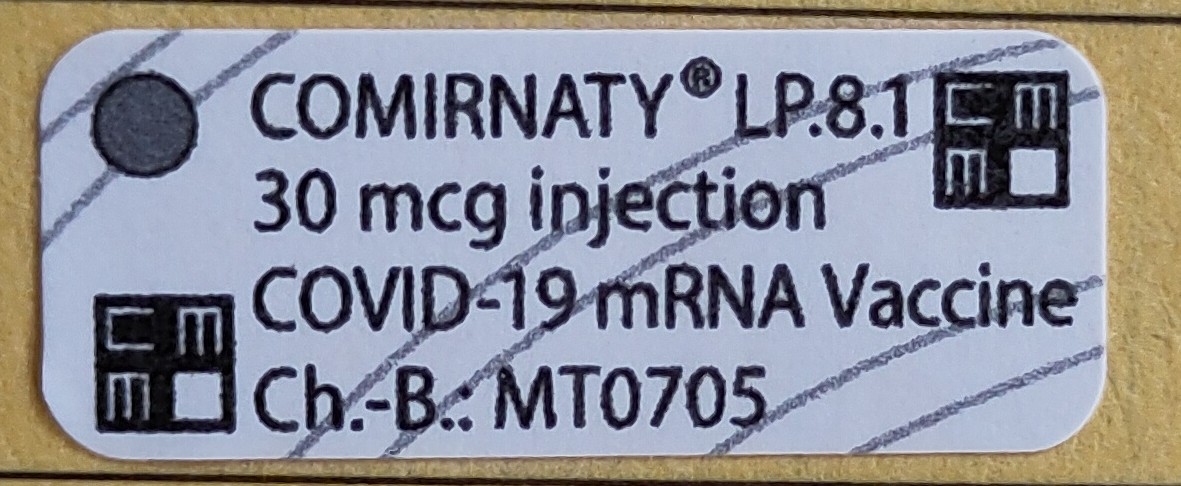 COMIRNATY® LP.8.1
30 mcg injection
COVID-19 mRNA Vaccine
Ch.-B.: MT0705